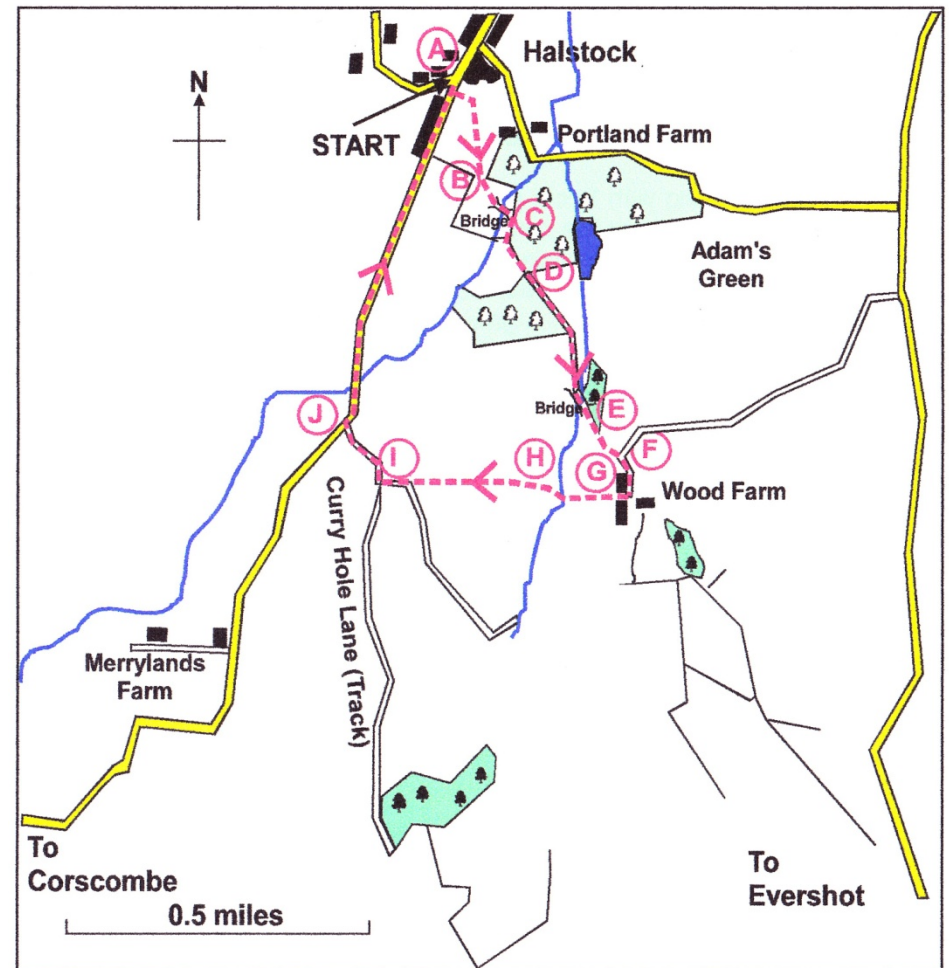 A
Halstock
N
START
Portland Farm
B
Bridge
C
Adam's
Green
D
Bridge
E
J
I
H
G
F
Wood Farm
Curry Hole Lane (Track)
Merrylands
Farm
To
Corscombe
To
Evershot
0.5 miles